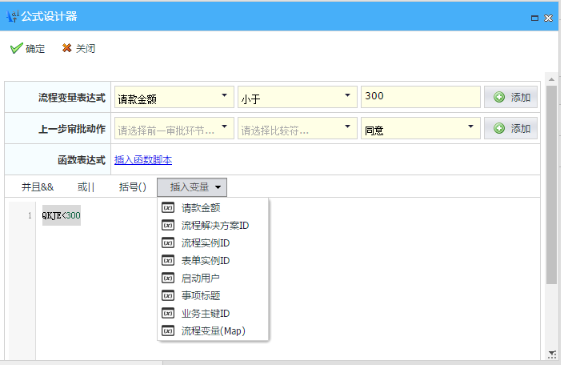 公式设计器
确定 关闭
流程变量表达式 请款金额 小于 300 添加
上一步审批动作 请选择前一审批环节... 请选择比较符... 同意 添加
函数表达式 插入函数脚本
并且&& 或|| 括号() 插入变量
1 QKJE<300
请款金额
流程解决方案ID
流程实例ID
表单实例ID
启动用户
事项标题
业务主键ID
流程变量(Map)